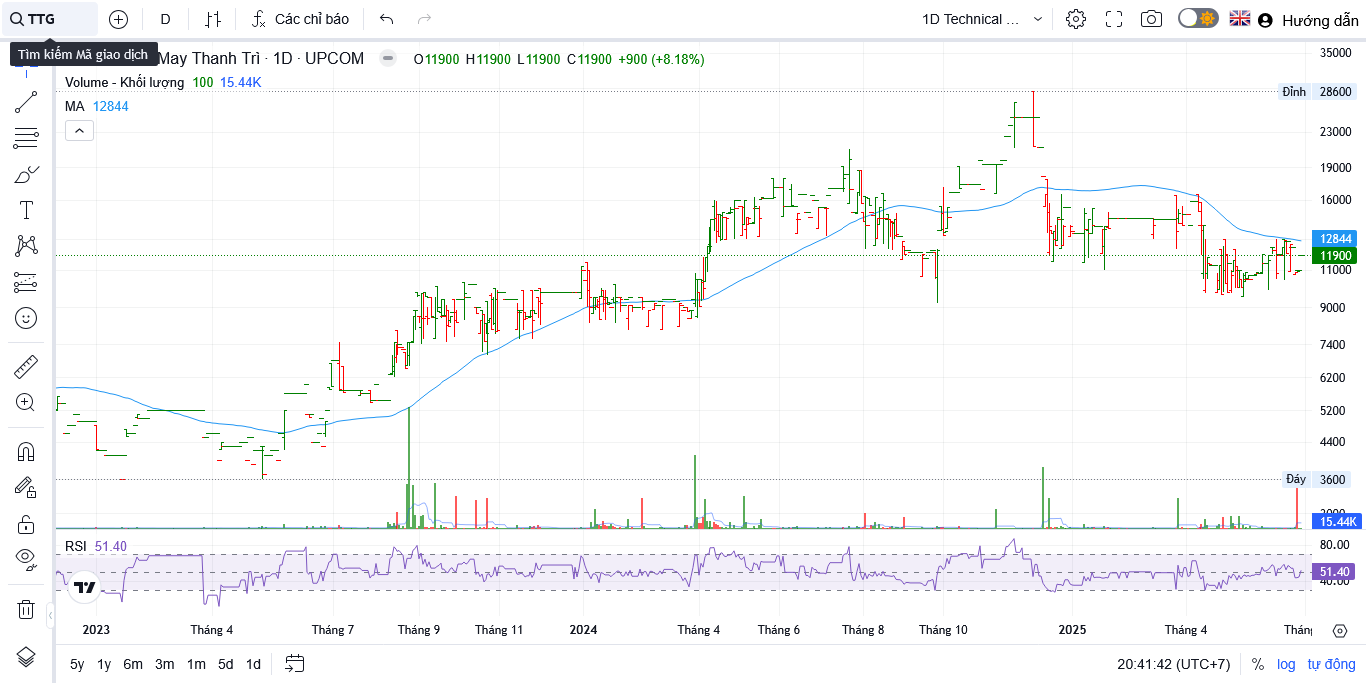 TTG
D
Các chỉ báo
1D Technical ...
Hướng dẫn
Tìm kiếm Mã giao dịch
May Thanh Trì · 1D · UPCOM
O11900 H11900 L11900 C11900 +900 (+8.18%)
Volume - Khối lượng 100 15.44K
MA 12844
35000
Đỉnh 28600
23000
19000
16000
12844
11900
11000
9000
7400
6200
5200
4400
Đáy 3600
3000
15.44K
RSI 51.40
80.00
51.40
40.00
2023 Tháng 4 Tháng 7 Tháng 9 Tháng 11 2024 Tháng 4 Tháng 6 Tháng 8 Tháng 10 2025 Tháng 4 Thán
5y 1y 6m 3m 1m 5d 1d
20:41:42 (UTC+7) % log tự động